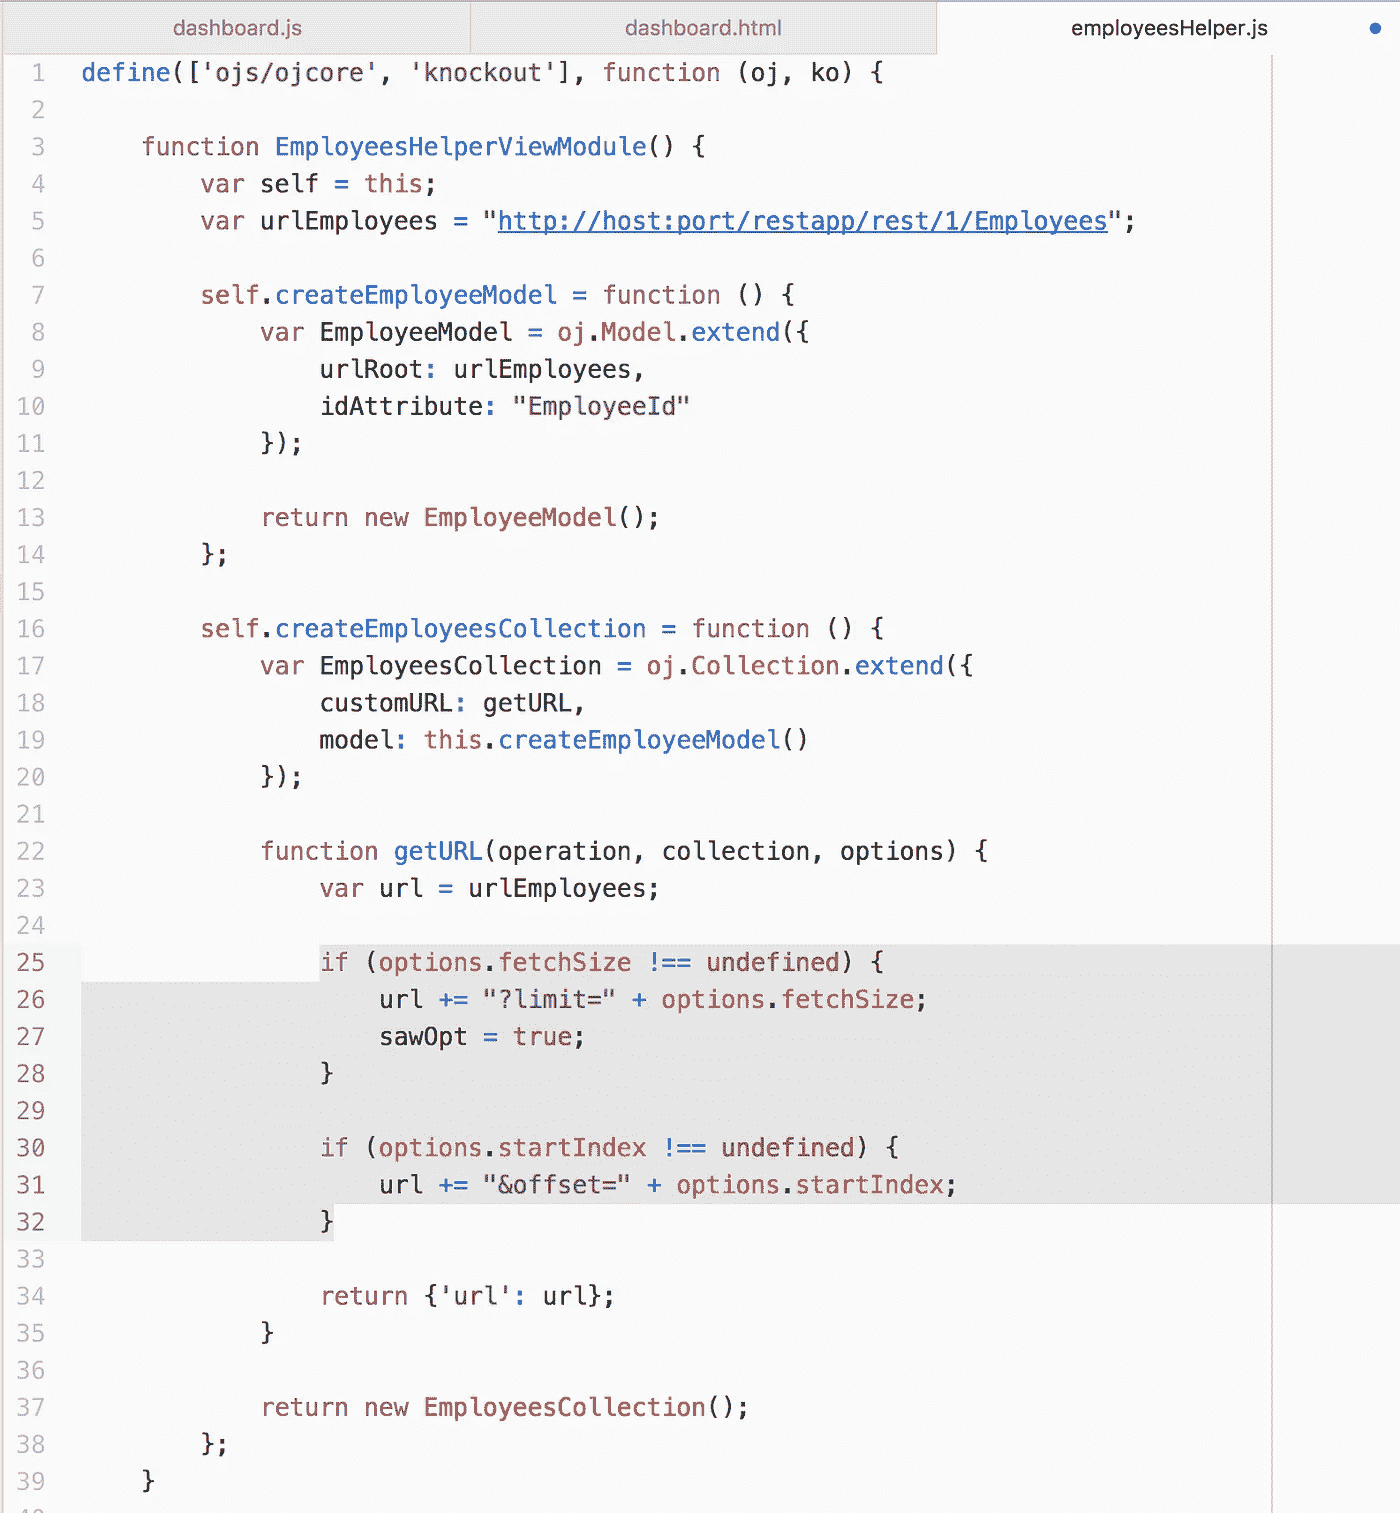 dashboard.js dashboard.html employeesHelper.js
1 define(['ojs/ojcore', 'knockout'], function (oj, ko) {
2
3     function EmployeesHelperViewModule() {
4         var self = this;
5         var urlEmployees = "http://host:port/restapp/rest/1/Employees";
6
7         self.createEmployeeModel = function () {
8             var EmployeeModel = oj.Model.extend({
9                 urlRoot: urlEmployees,
10                 idAttribute: "EmployeeId"
11             });
12
13             return new EmployeeModel();
14         };
15
16         self.createEmployeesCollection = function () {
17             var EmployeesCollection = oj.Collection.extend({
18                 customURL: getURL,
19                 model: this.createEmployeeModel()
20             });
21
22             function getURL(operation, collection, options) {
23                 var url = urlEmployees;
24
25                 if (options.fetchSize !== undefined) {
26                     url += "?limit=" + options.fetchSize;
27                     sawOpt = true;
28                 }
29
30                 if (options.startIndex !== undefined) {
31                     url += "&offset=" + options.startIndex;
32                 }
33
34                 return {'url': url};
35             }
36
37             return new EmployeesCollection();
38         };
39     }